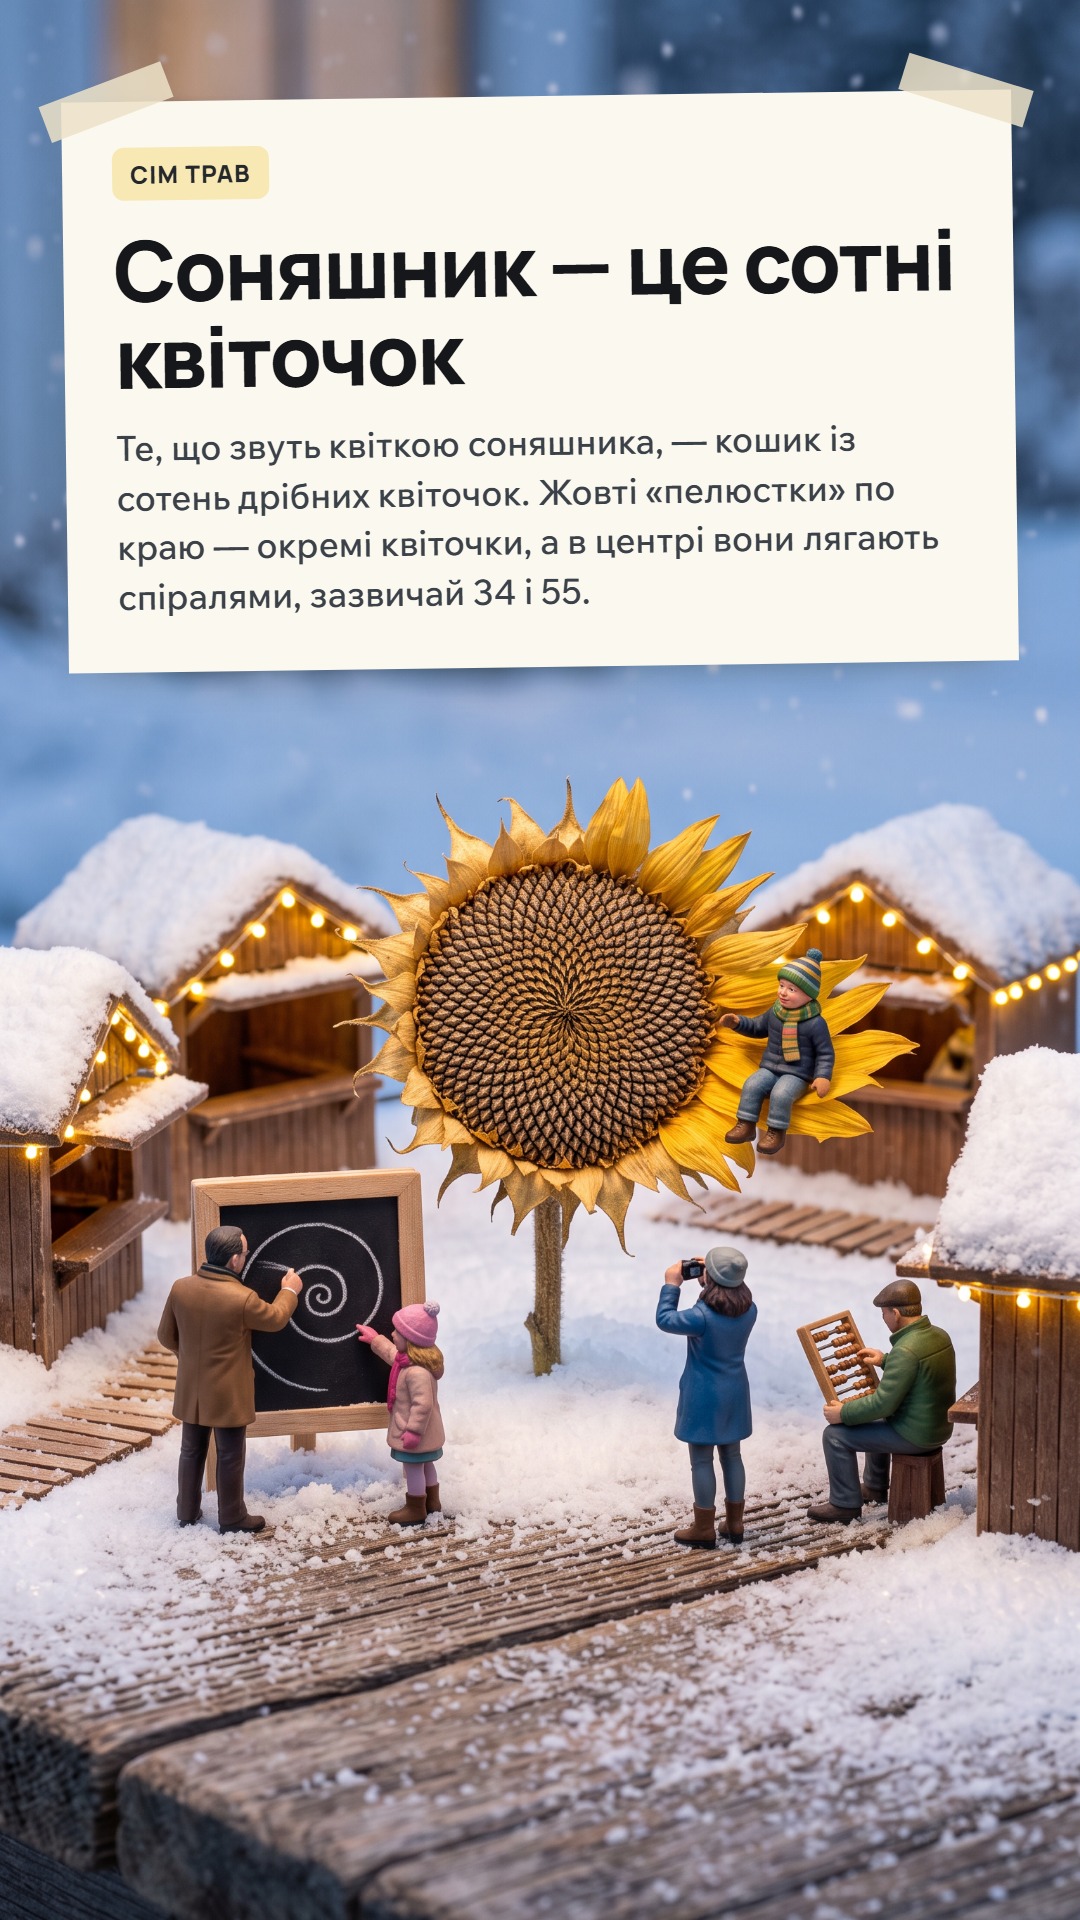 СІМ ТРАВ
Соняшник — це сотні
квіточок
Те, що звуть квіткою соняшника, — кошик із
сотень дрібних квіточок. Жовті «пелюстки» по
краю — окремі квіточки, а в центрі вони лягають
спіралями, зазвичай 34 і 55.